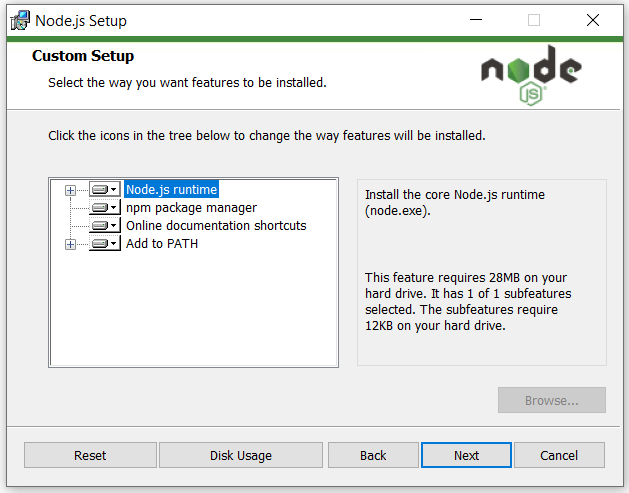 Node.js Setup
Custom Setup
Select the way you want features to be installed.
node
JS
Click the icons in the tree below to change the way features will be installed.
Node.js runtime
npm package manager
Online documentation shortcuts
Add to PATH
Install the core Node.js runtime
(node.exe).
This feature requires 28MB on your
hard drive. It has 1 of 1 subfeatures
selected. The subfeatures require
12KB on your hard drive.
Browse...
Reset
Disk Usage
Back
Next
Cancel